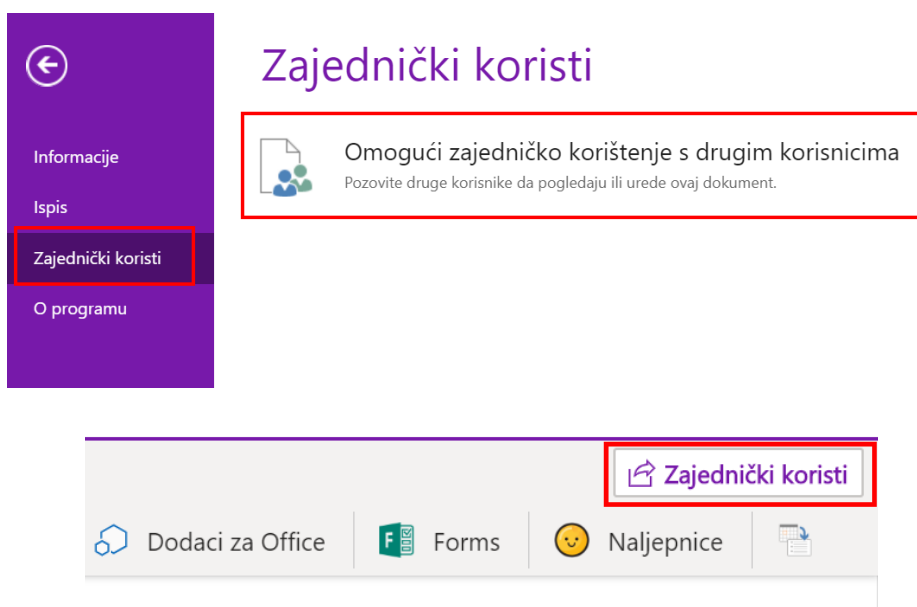 Zajednički koristi
Informacije
Ispis
Zajednički koristi
O programu
Omogući zajedničko korištenje s drugim korisnicima
Pozovite druge korisnike da pogledaju ili urede ovaj dokument.
Zajednički koristi
Dodaci za Office
F
Forms
Naljepnice